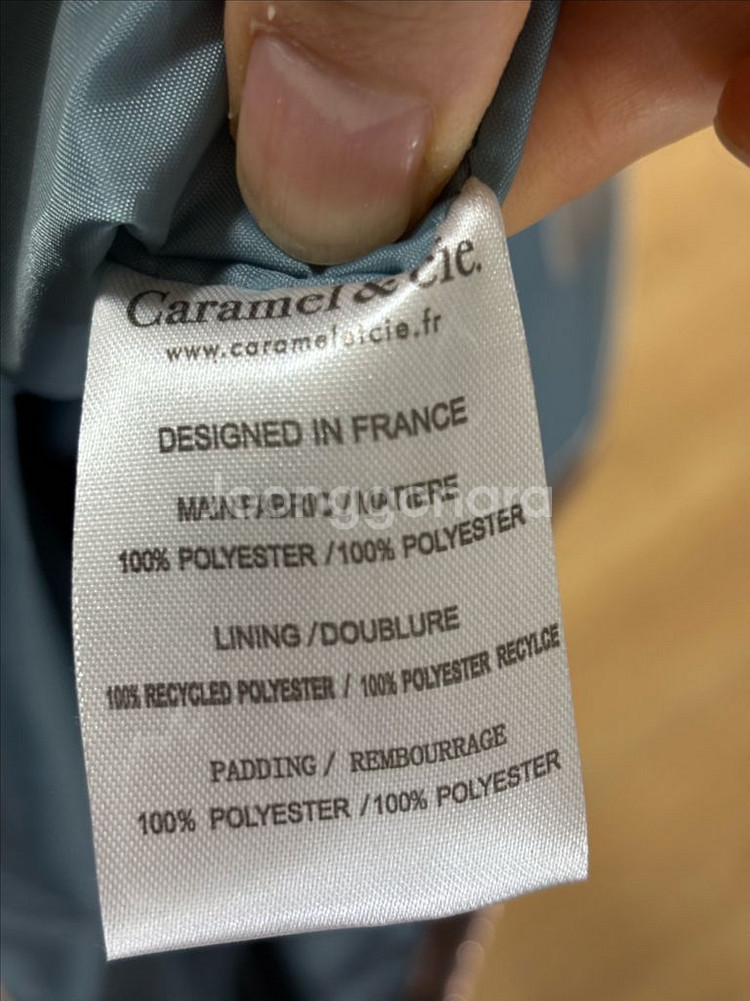 Caramel & cie.
www.carameletcie.fr
DESIGNED IN FRANCE
MAIN FABRIC / MATIERE
100% POLYESTER /100% POLYESTER
LINING /DOUBLURE
100% RECYCLED POLYESTER / 100% POLYESTER RECYLCE
PADDING / REMBOURRAGE
100% POLYESTER /100% POLYESTER